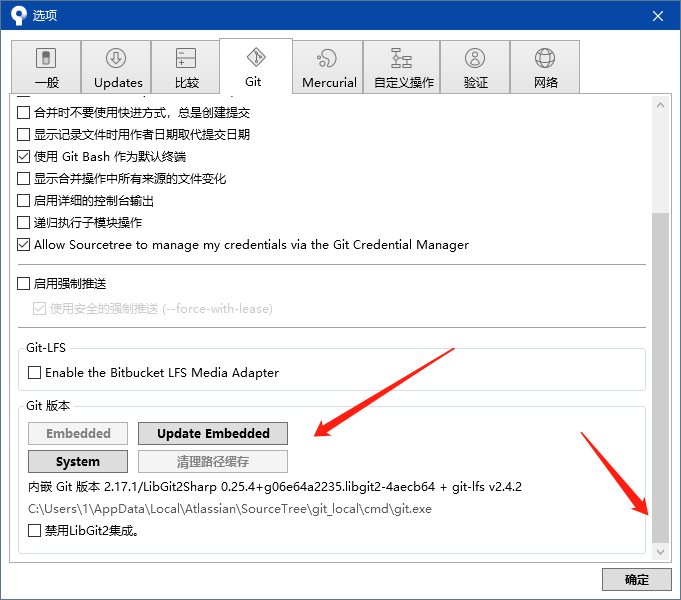 选项
一般
Updates
比较
Git
Mercurial
自定义操作
验证
网络
合并时不要使用快进方式，总是创建提交
显示记录文件时用作者日期取代提交日期
使用 Git Bash 作为默认终端
显示合并操作中所有来源的文件变化
启用详细的控制台输出
递归执行子模块操作
Allow Sourcetree to manage my credentials via the Git Credential Manager
启用强制推送
使用安全的强制推送 (--force-with-lease)
Git-LFS
Enable the Bitbucket LFS Media Adapter
Git 版本
Embedded
Update Embedded
System
清理路径缓存
内嵌 Git 版本 2.17.1/LibGit2Sharp 0.25.4+g06e64a2235.libgit2-4aecb64 + git-lfs v2.4.2
C:\Users\1\AppData\Local\Atlassian\SourceTree\git_local\cmd\git.exe
禁用LibGit2集成。
确定